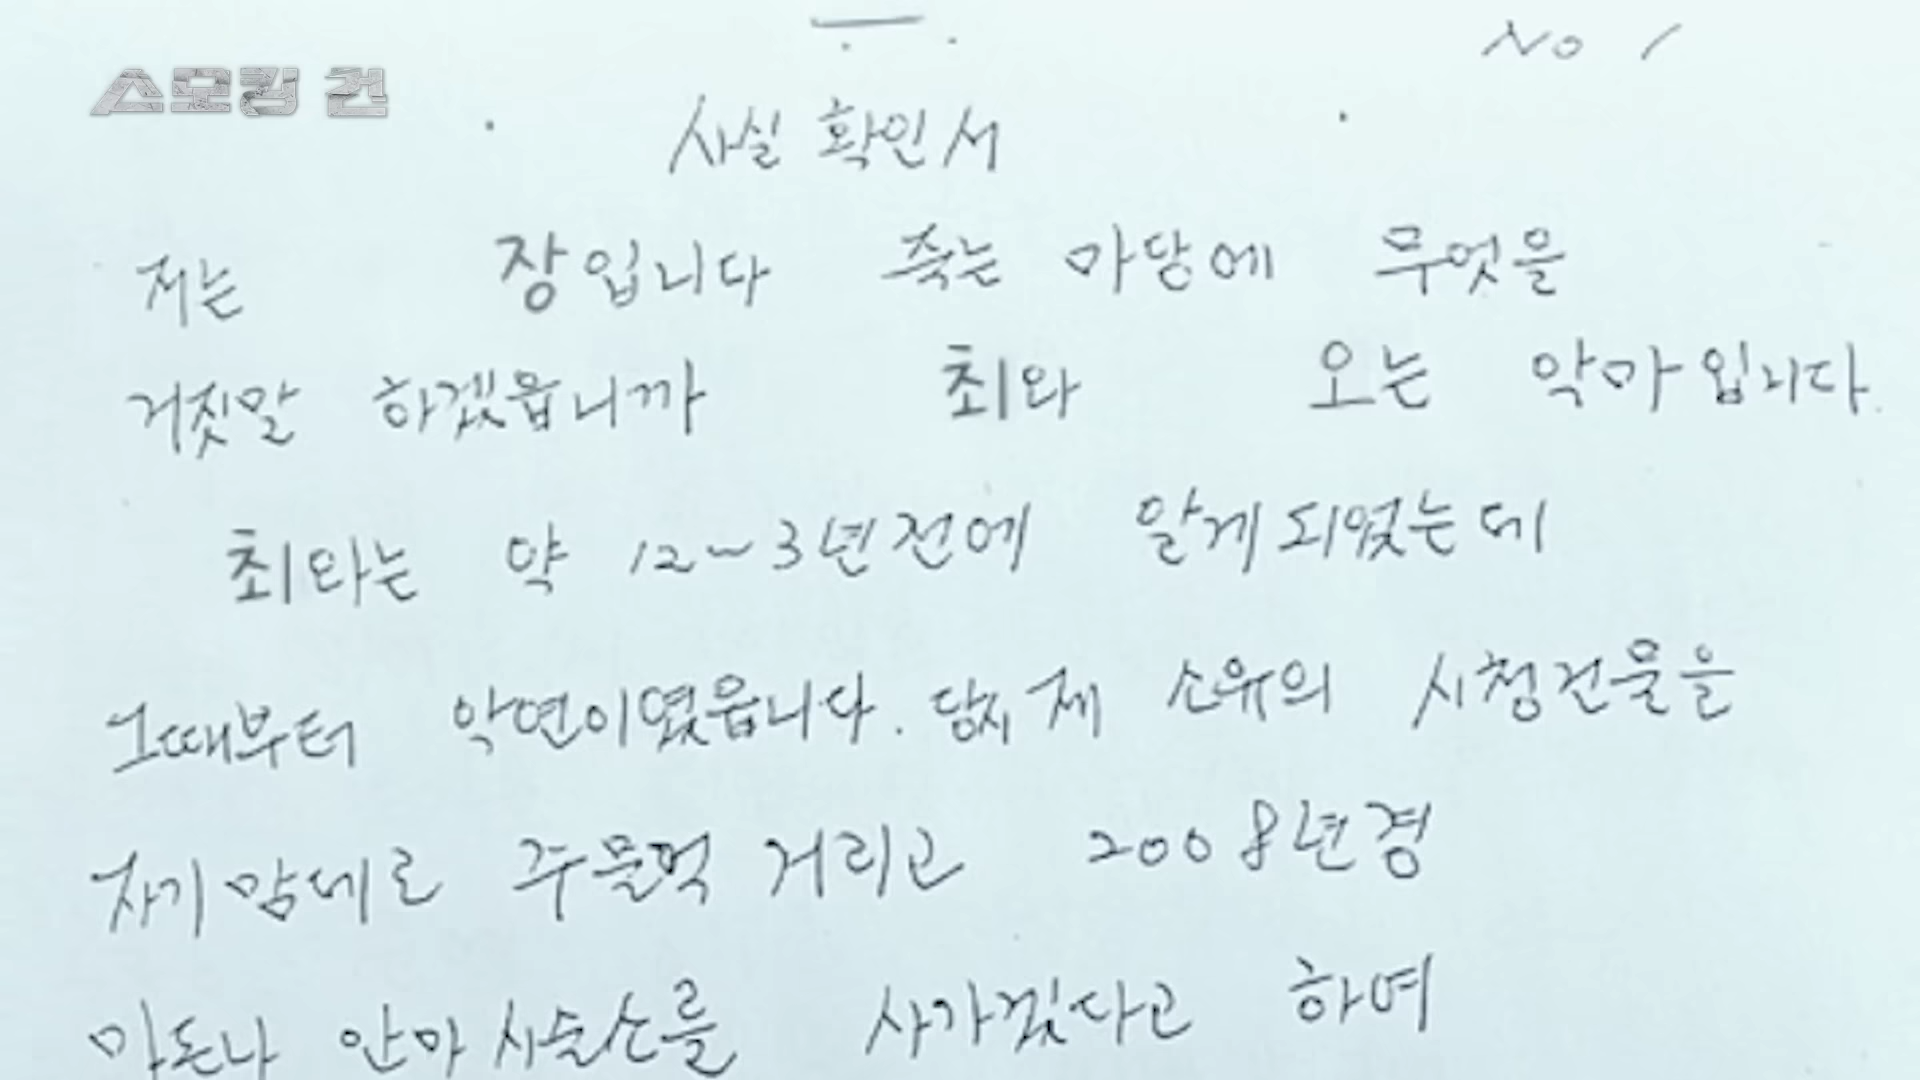 스모킹 건
No 1
사실 확인서
저는 장입니다 죽는 마당에 무엇을
거짓말 하겠읍니까 최와 오는 악마입니다.
최와는 약 12~3년전에 알게되었는데
그때부터 악연이였읍니다. 당시 제 소유의 시청건물을
자기맘데로 주물럭 거리고 2008년경
마돈나 안마시술소를 사가겠다고 하여